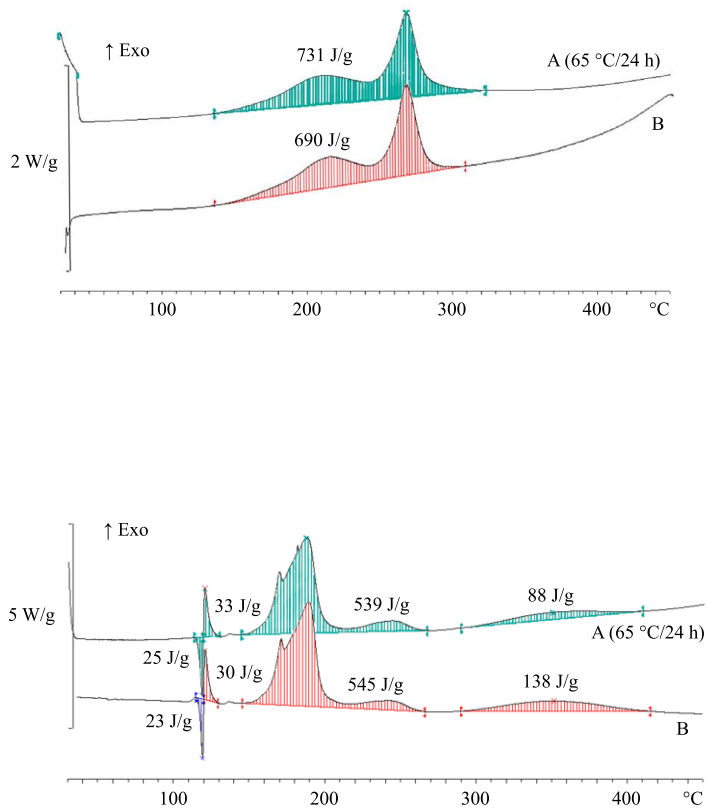 ↑ Exo
731 J/g
A (65 °C/24 h)
690 J/g
B
2 W/g
100 200 300 400 °C
↑ Exo
5 W/g
33 J/g
539 J/g
88 J/g
A (65 °C/24 h)
25 J/g
30 J/g
545 J/g
138 J/g
23 J/g
B
100 200 300 400 °C